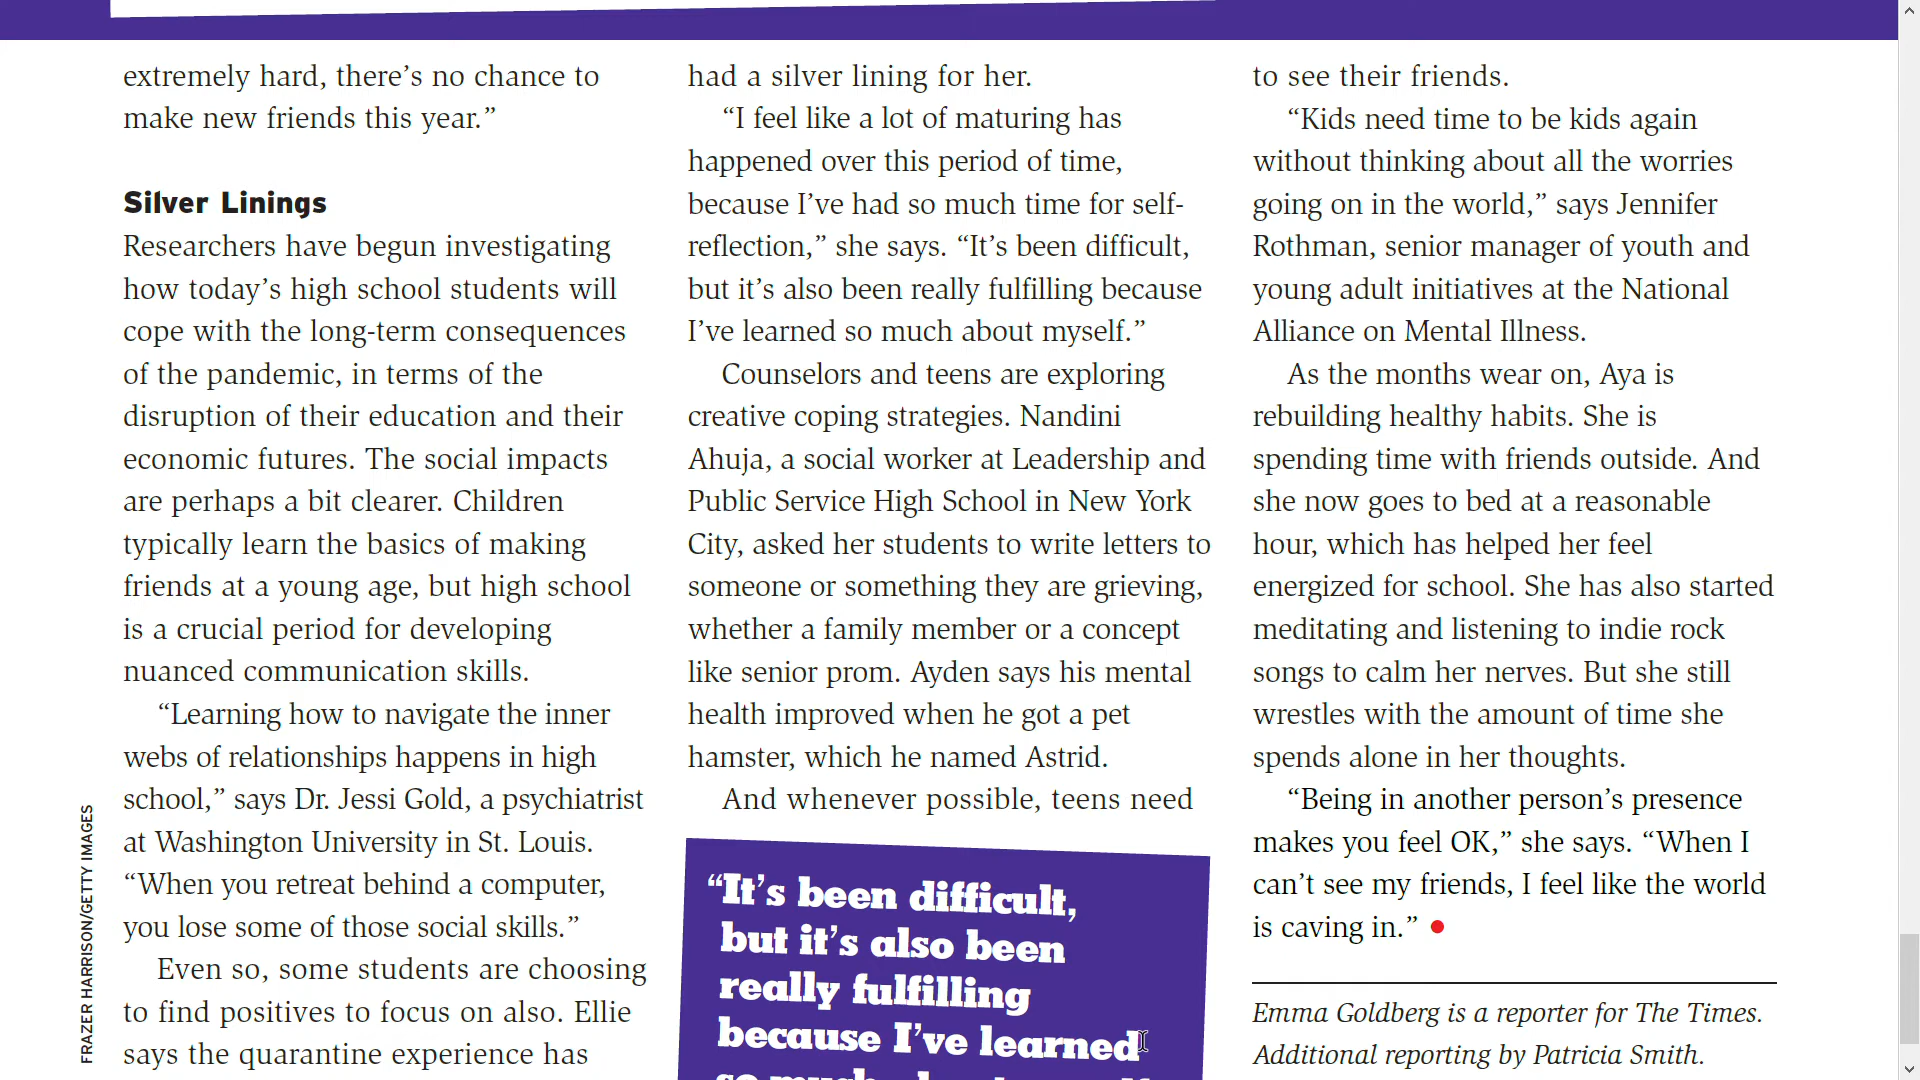 extremely hard, there’s no chance to
make new friends this year.”
Silver Linings
Researchers have begun investigating
how today’s high school students will
cope with the long-term consequences
of the pandemic, in terms of the
disruption of their education and their
economic futures. The social impacts
are perhaps a bit clearer. Children
typically learn the basics of making
friends at a young age, but high school
is a crucial period for developing
nuanced communication skills.
“Learning how to navigate the inner
webs of relationships happens in high
school,” says Dr. Jessi Gold, a psychiatrist
at Washington University in St. Louis.
“When you retreat behind a computer,
you lose some of those social skills.”
Even so, some students are choosing
to find positives to focus on also. Ellie
says the quarantine experience has
FRAZER HARRISON/GETTY IMAGES
had a silver lining for her.
“I feel like a lot of maturing has
happened over this period of time,
because I’ve had so much time for self-
reflection,” she says. “It’s been difficult,
but it’s also been really fulfilling because
I’ve learned so much about myself.”
Counselors and teens are exploring
creative coping strategies. Nandini
Ahuja, a social worker at Leadership and
Public Service High School in New York
City, asked her students to write letters to
someone or something they are grieving,
whether a family member or a concept
like senior prom. Ayden says his mental
health improved when he got a pet
hamster, which he named Astrid.
And whenever possible, teens need
“It’s been difficult,
but it’s also been
really fulfilling
because I’ve learned
so much
to see their friends.
“Kids need time to be kids again
without thinking about all the worries
going on in the world,” says Jennifer
Rothman, senior manager of youth and
young adult initiatives at the National
Alliance on Mental Illness.
As the months wear on, Aya is
rebuilding healthy habits. She is
spending time with friends outside. And
she now goes to bed at a reasonable
hour, which has helped her feel
energized for school. She has also started
meditating and listening to indie rock
songs to calm her nerves. But she still
wrestles with the amount of time she
spends alone in her thoughts.
“Being in another person’s presence
makes you feel OK,” she says. “When I
can’t see my friends, I feel like the world
is caving in.”
Emma Goldberg is a reporter for The Times.
Additional reporting by Patricia Smith.